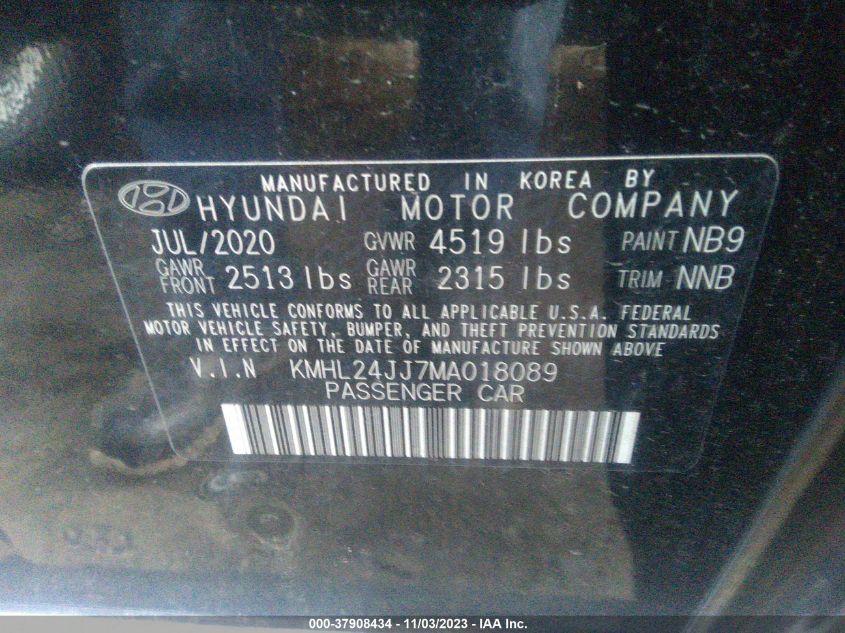 MANUFACTURED IN KOREA BY
HYUNDAI MOTOR COMPANY
JUL/2020 GVWR 4519 lbs PAINT NB9
GAWR FRONT 2513 lbs GAWR REAR 2315 lbs TRIM NNB
THIS VEHICLE CONFORMS TO ALL APPLICABLE U.S.A. FEDERAL
MOTOR VEHICLE SAFETY, BUMPER, AND THEFT PREVENTION STANDARDS
IN EFFECT ON THE DATE OF MANUFACTURE SHOWN ABOVE
V.I.N KMHL24JJ7MA018089
PASSENGER CAR
000-37908434 - 11/03/2023 - IAA Inc.